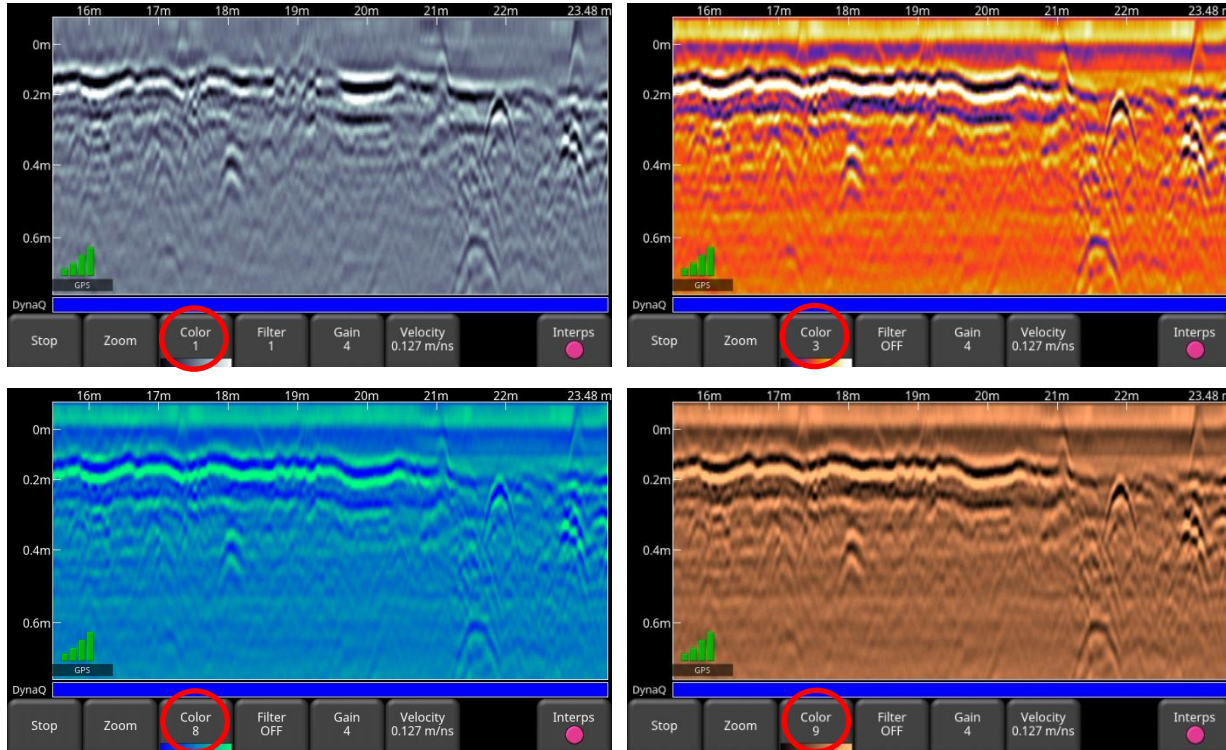 16m 17m 18m 19m 20m 21m 22m 23.48 m
0m
0.2m
0.4m
0.6m
GPS
DynaQ
Stop Zoom Color 1 Filter 1 Gain 4 Velocity 0.127 m/ns Interps
16m 17m 18m 19m 20m 21m 22m 23.48 m
0m
0.2m
0.4m
0.6m
GPS
DynaQ
Stop Zoom Color 3 Filter OFF Gain 4 Velocity 0.127 m/ns Interps
16m 17m 18m 19m 20m 21m 22m 23.48 m
0m
0.2m
0.4m
0.6m
GPS
DynaQ
Stop Zoom Color 8 Filter OFF Gain 4 Velocity 0.127 m/ns Interps
16m 17m 18m 19m 20m 21m 22m 23.48 m
0m
0.2m
0.4m
0.6m
GPS
DynaQ
Stop Zoom Color 9 Filter OFF Gain 4 Velocity 0.127 m/ns Interps